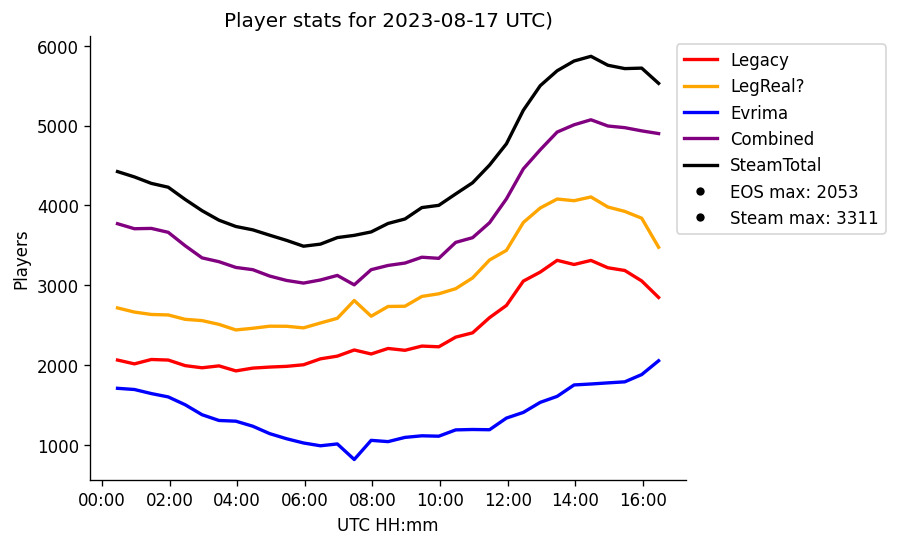 Player stats for 2023-08-17 UTC)
6000
5000
4000
3000
2000
1000
Players
00:00 02:00 04:00 06:00 08:00 10:00 12:00 14:00 16:00
UTC HH:mm
Legacy
LegReal?
Evrima
Combined
SteamTotal
EOS max: 2053
Steam max: 3311